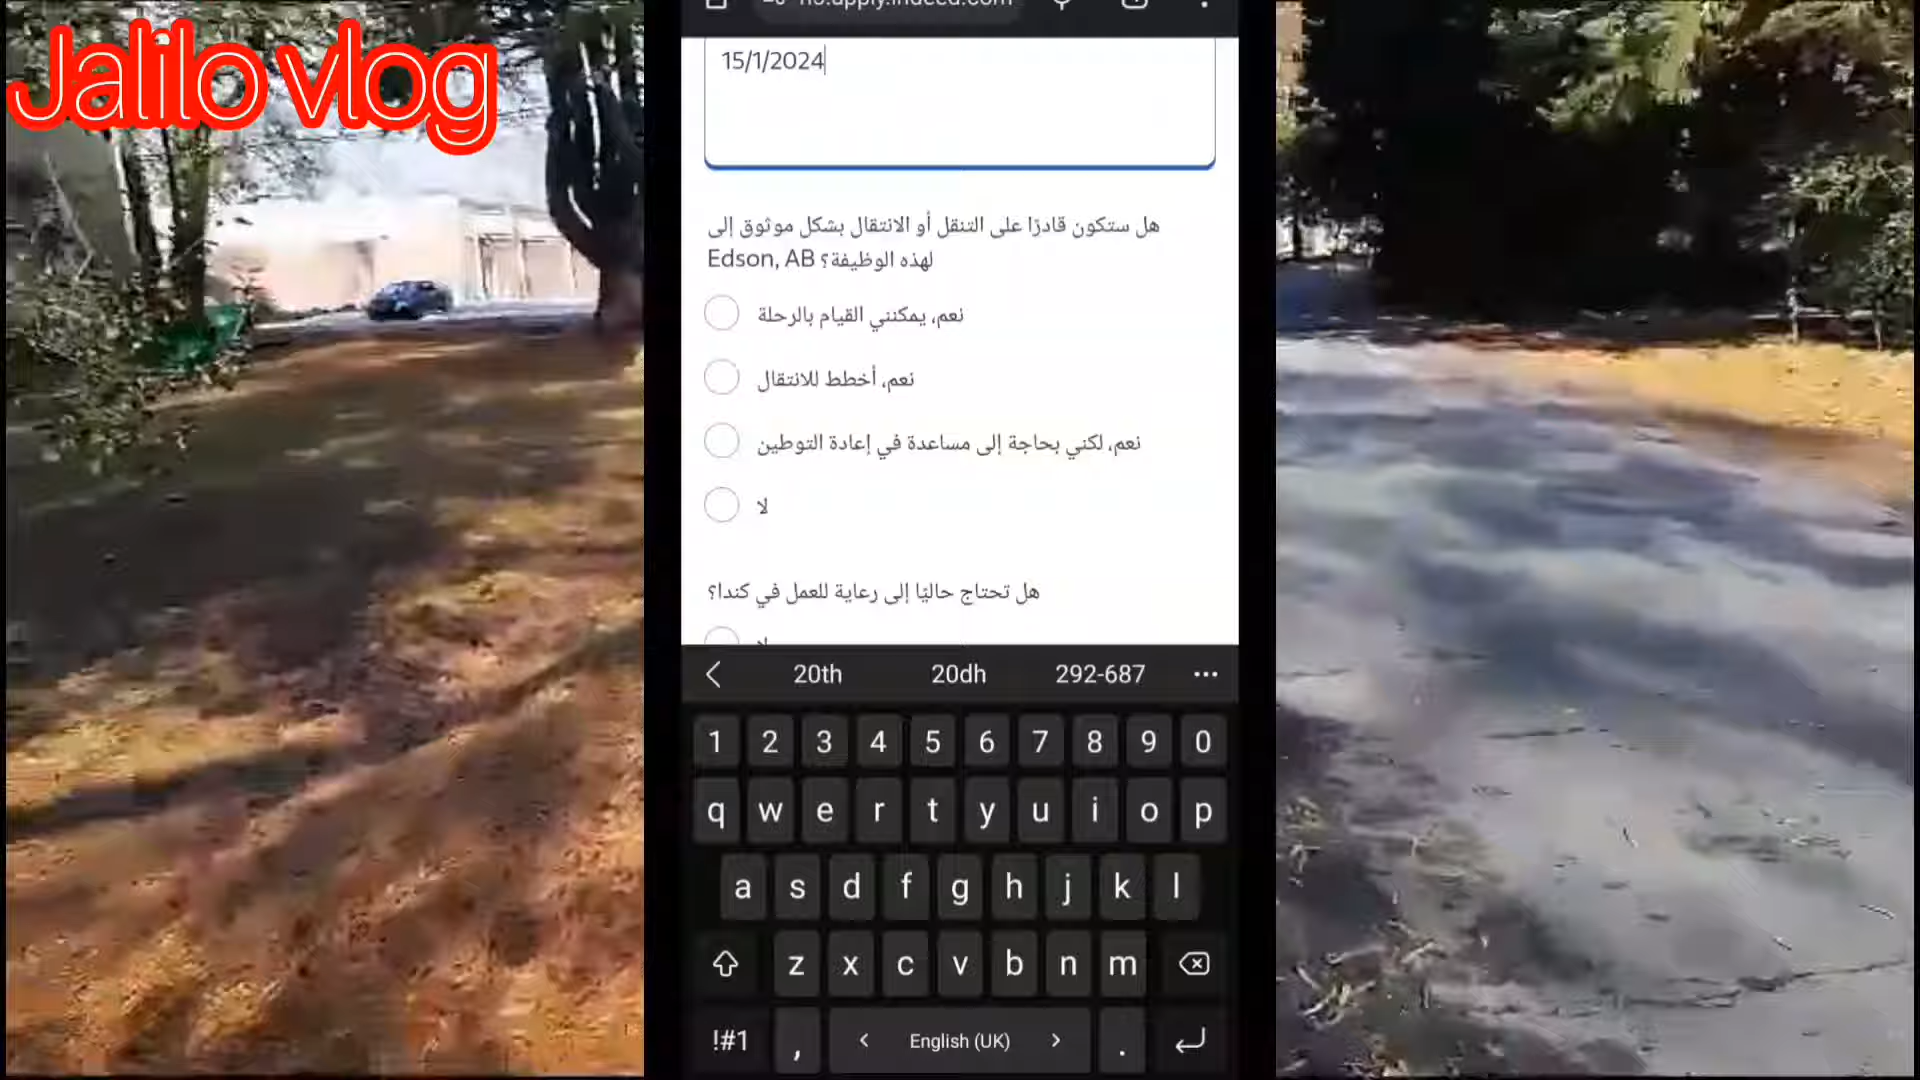 Jalilo vlog
15/1/2024
هل ستكون قادرًا على التنقل أو الانتقال بشكل موثوق إلى
Edson, AB لهذه الوظيفة؟
نعم، يمكنني القيام بالرحلة
نعم، أخطط للانتقال
نعم، لكني بحاجة إلى مساعدة في إعادة التوطين
لا
هل تحتاج حاليًا إلى رعاية للعمل في كندا؟
20th 20dh 292-687
1 2 3 4 5 6 7 8 9 0
q w e r t y u i o p
a s d f g h j k l
z x c v b n m
!#1 , < English (UK) > .